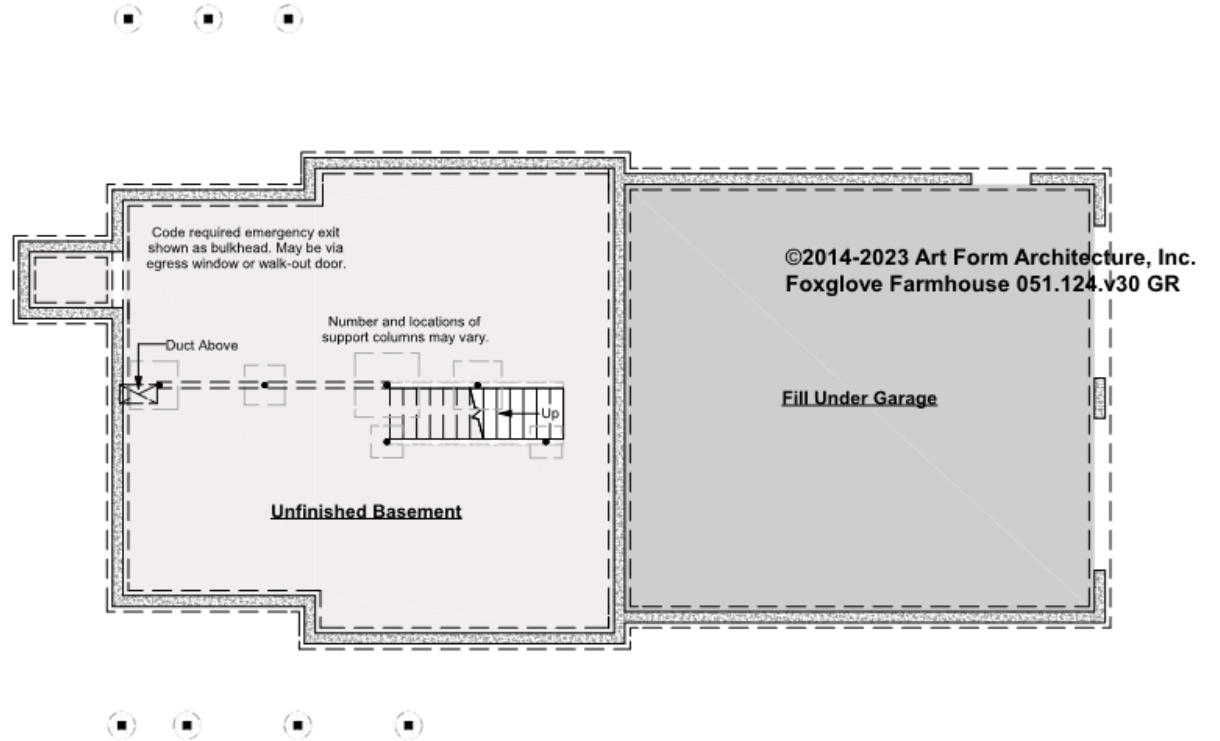 Code required emergency exit
shown as bulkhead. May be via
egress window or walk-out door.
©2014-2023 Art Form Architecture, Inc.
Foxglove Farmhouse 051.124.v30 GR
Number and locations of
support columns may vary.
Duct Above
Up
Fill Under Garage
Unfinished Basement